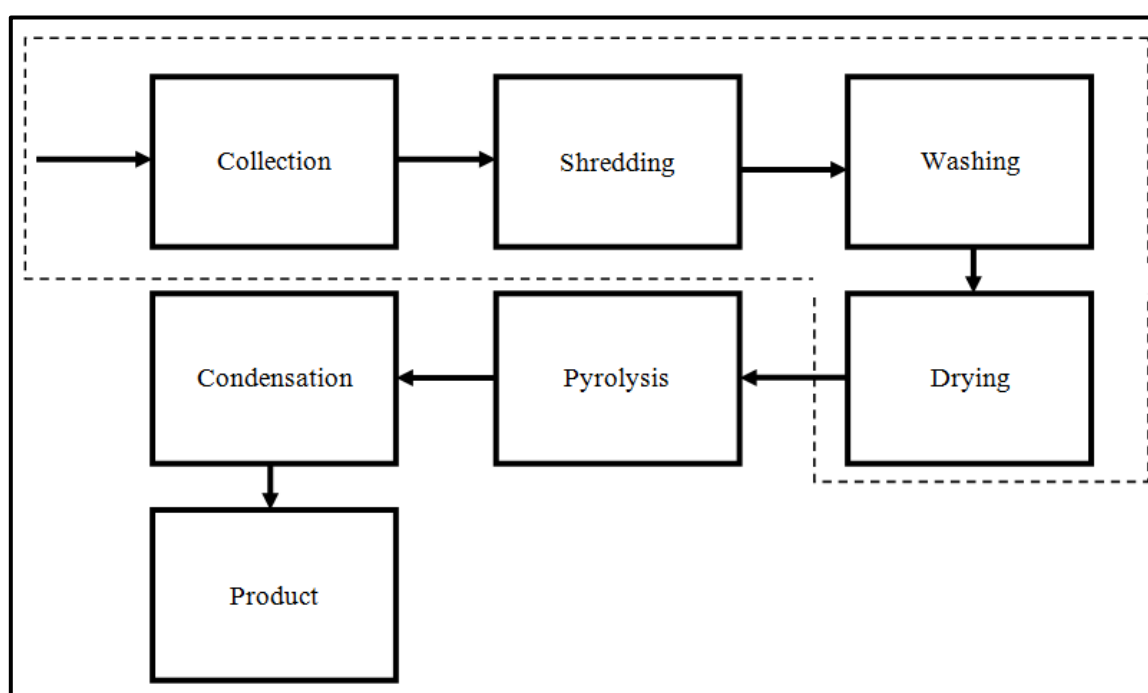 Collection
Shredding
Washing
Condensation
Pyrolysis
Drying
Product